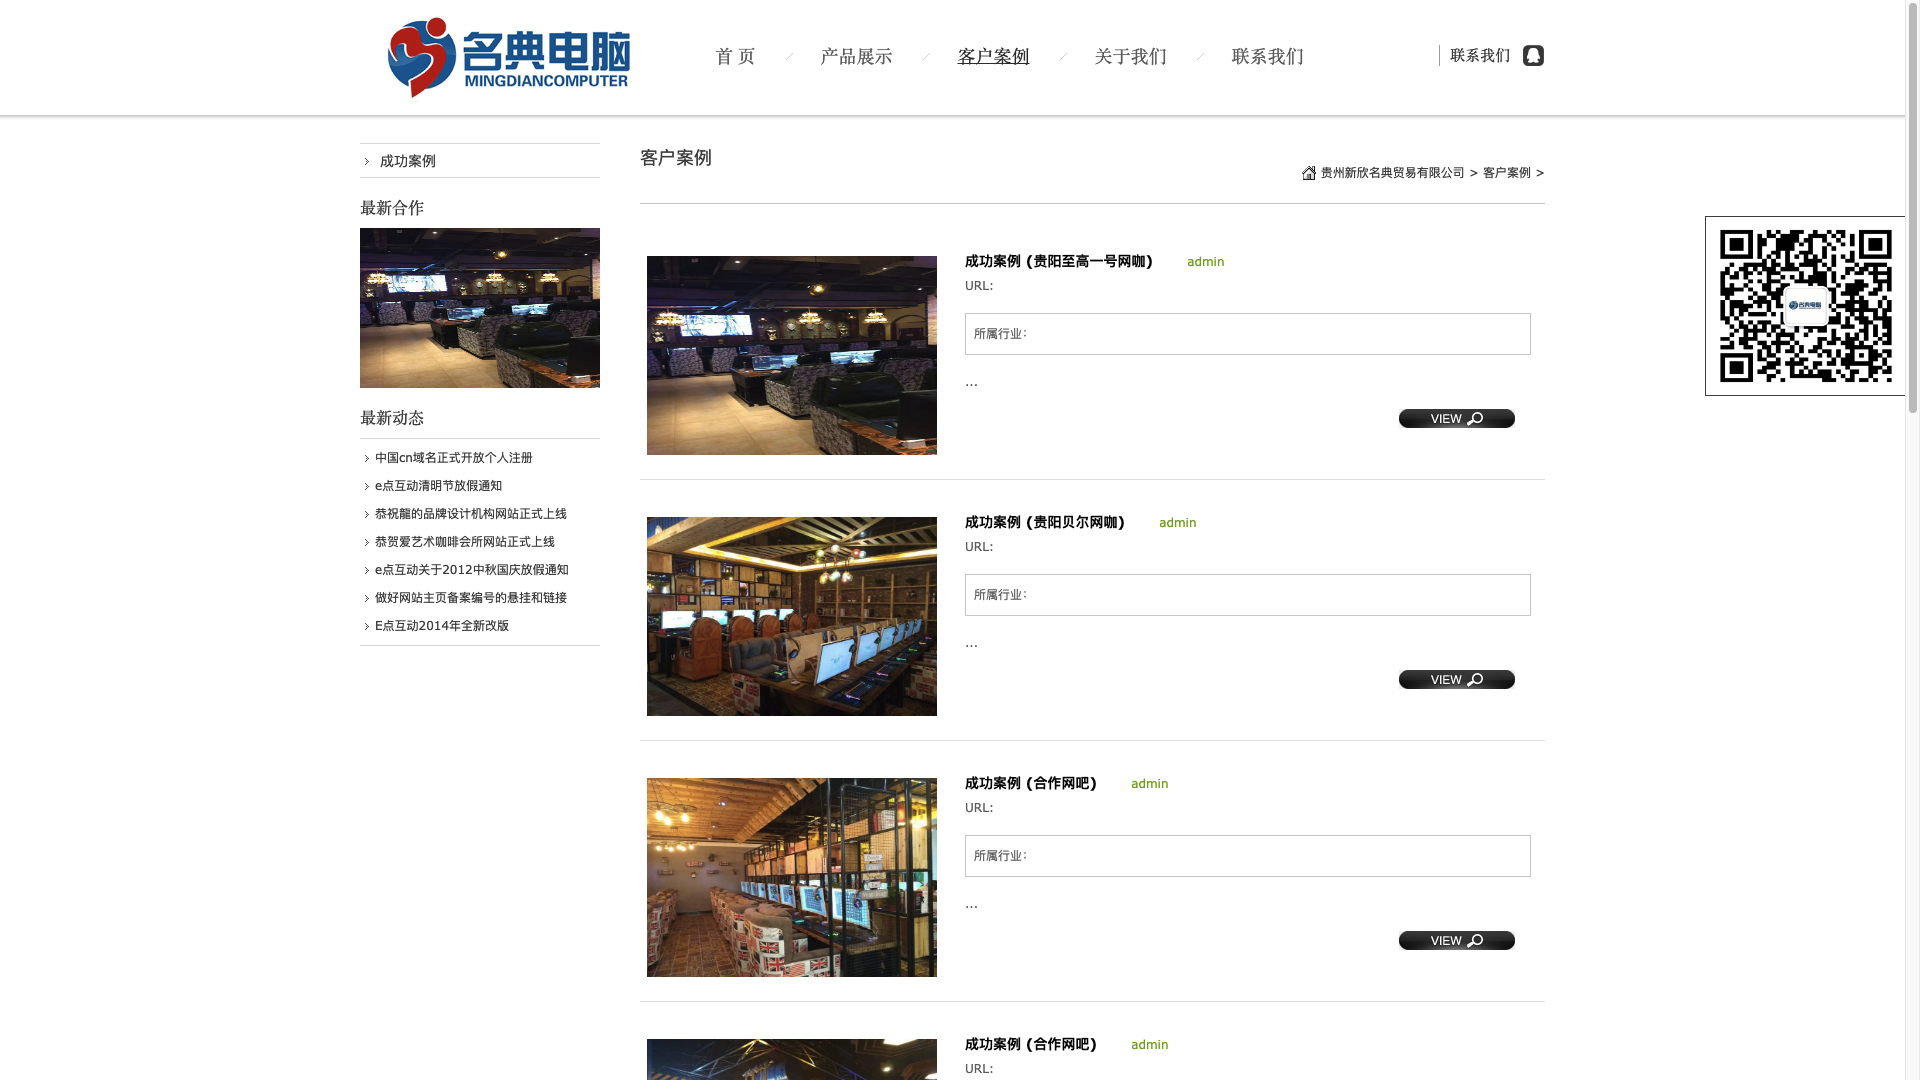 名典电脑
MINGDIANCOMPUTER
首 页
产品展示
客户案例
关于我们
联系我们
联系我们
成功案例
最新合作
最新动态
中国cn域名正式开放个人注册
e点互动清明节放假通知
恭祝龍的品牌设计机构网站正式上线
恭贺爱艺术咖啡会所网站正式上线
e点互动关于2012中秋国庆放假通知
做好网站主页备案编号的悬挂和链接
E点互动2014年全新改版
客户案例
贵州新欣名典贸易有限公司 > 客户案例 >
成功案例 (贵阳至高一号网咖) admin
URL:
所属行业：
...
VIEW
成功案例 (贵阳贝尔网咖) admin
URL:
所属行业：
...
VIEW
成功案例 (合作网吧) admin
URL:
所属行业：
...
VIEW
成功案例 (合作网吧) admin
URL:
名典电脑